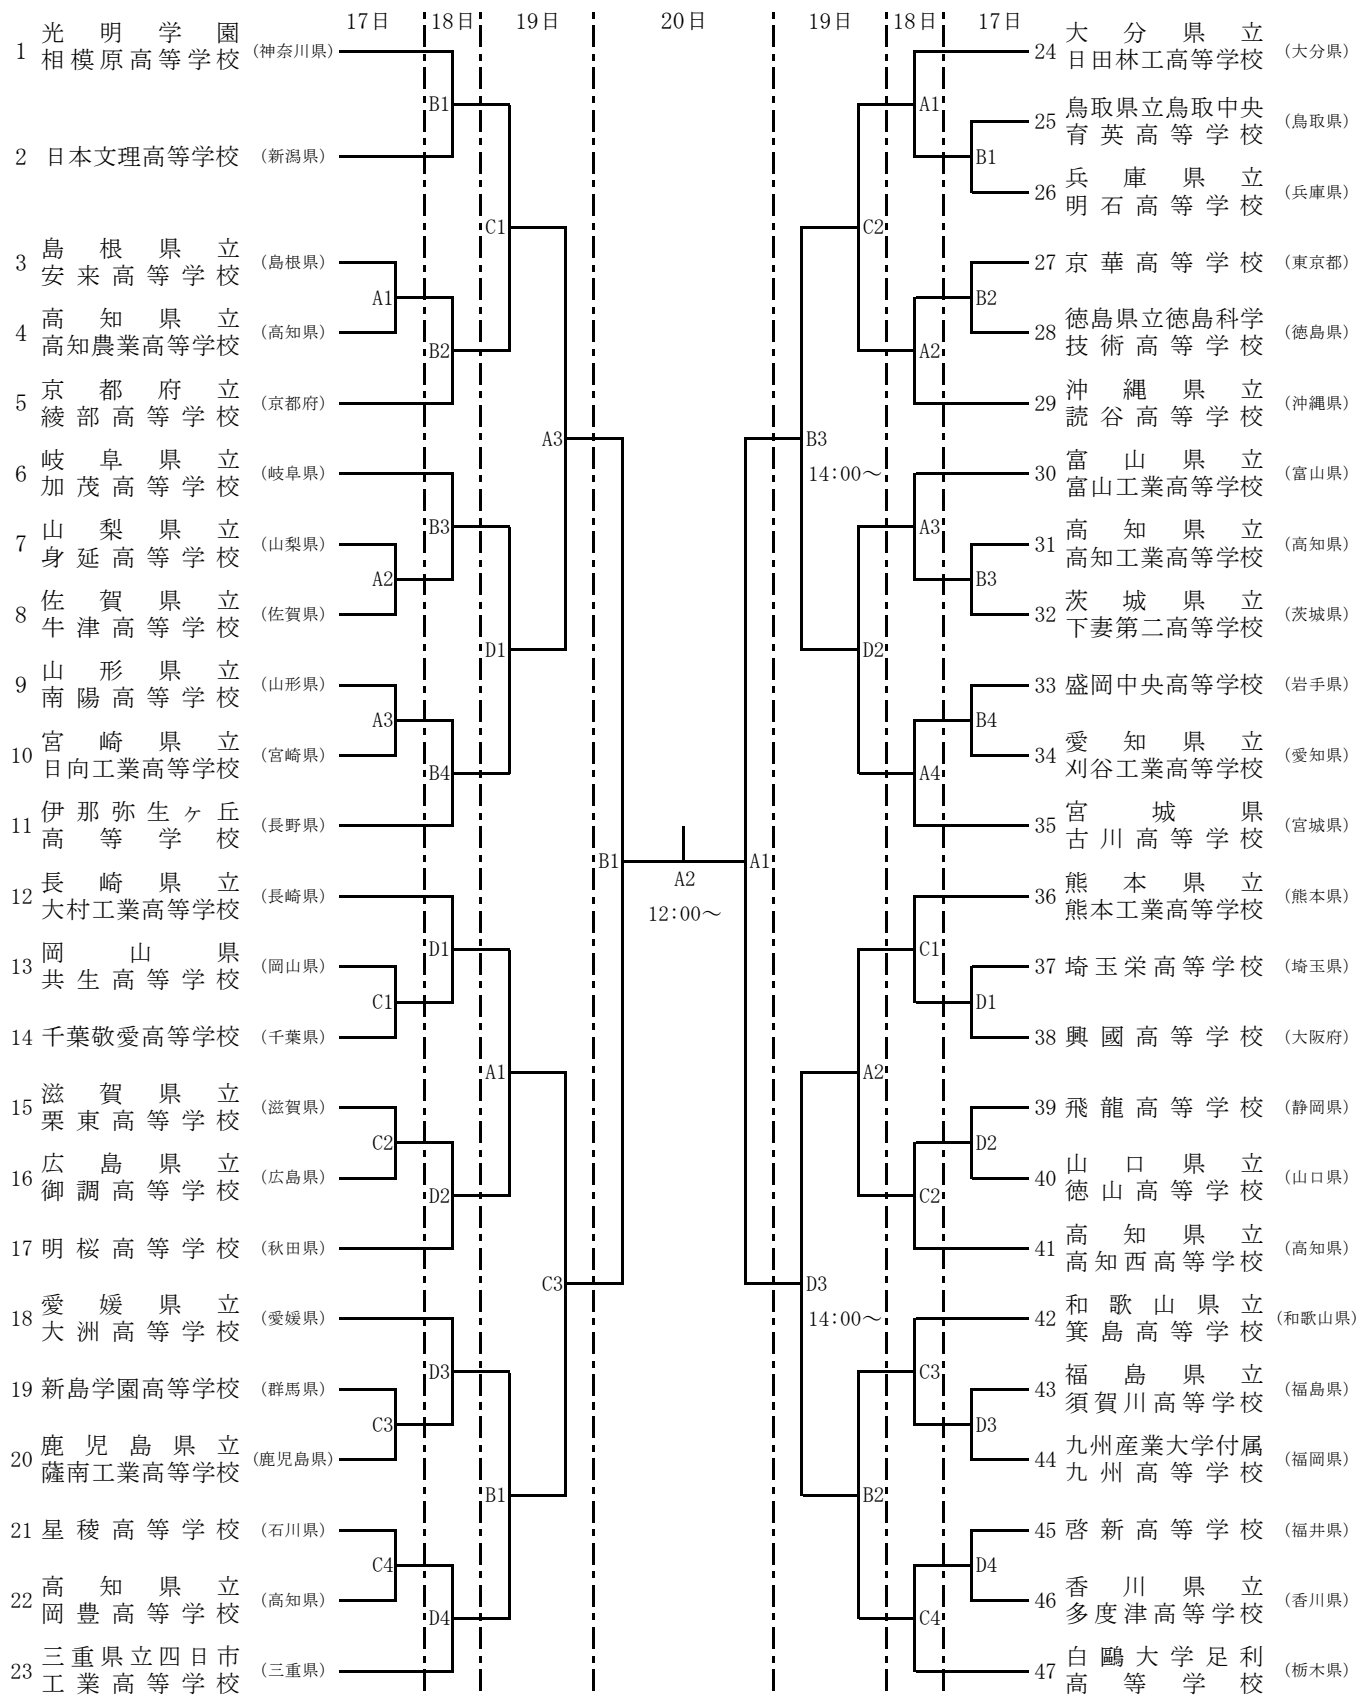 17日 18日 19日 20日 19日 18日 17日
1 光明学園
相模原高等学校 (神奈川県)
B1
2 日本文理高等学校 (新潟県)
C1
3 島根県立
安来高等学校 (島根県)
A1
4 高知県立
高知農業高等学校 (高知県)
B2
5 京都府立
綾部高等学校 (京都府)
A3
6 岐阜県立
加茂高等学校 (岐阜県)
B3
7 山梨県立
身延高等学校 (山梨県)
A2
8 佐賀県立
牛津高等学校 (佐賀県)
D1
9 山形県立
南陽高等学校 (山形県)
A3
10 宮崎県立
日向工業高等学校 (宮崎県)
B4
11 伊那弥生ヶ丘
高等学校 (長野県)
B1
12 長崎県立
大村工業高等学校 (長崎県)
D1
13 岡山県
共生高等学校 (岡山県)
C1
14 千葉敬愛高等学校 (千葉県)
A1
15 滋賀県立
栗東高等学校 (滋賀県)
C2
16 広島県立
御調高等学校 (広島県)
D2
17 明桜高等学校 (秋田県)
C3
18 愛媛県立
大洲高等学校 (愛媛県)
D3
19 新島学園高等学校 (群馬県)
C3
20 鹿児島県立
薩南工業高等学校 (鹿児島県)
B1
21 星稜高等学校 (石川県)
C4
22 高知県立
岡豊高等学校 (高知県)
D4
23 三重県立四日市
工業高等学校 (三重県)
A2
12:00～
24 大分県立
日田林工高等学校 (大分県)
A1
25 鳥取県立鳥取中央
育英高等学校 (鳥取県)
B1
26 兵庫県立
明石高等学校 (兵庫県)
C2
27 京華高等学校 (東京都)
B2
28 徳島県立徳島科学
技術高等学校 (徳島県)
A2
29 沖縄県立
読谷高等学校 (沖縄県)
B3
14:00～
30 富山県立
富山工業高等学校 (富山県)
A3
31 高知県立
高知工業高等学校 (高知県)
B3
32 茨城県立
下妻第二高等学校 (茨城県)
D2
33 盛岡中央高等学校 (岩手県)
B4
34 愛知県立
刈谷工業高等学校 (愛知県)
A4
35 宮城県
古川高等学校 (宮城県)
A1
36 熊本県立
熊本工業高等学校 (熊本県)
C1
37 埼玉栄高等学校 (埼玉県)
D1
38 興國高等学校 (大阪府)
A2
39 飛龍高等学校 (静岡県)
D2
40 山口県立
徳山高等学校 (山口県)
C2
41 高知県立
高知西高等学校 (高知県)
D3
14:00～
42 和歌山県立
箕島高等学校 (和歌山県)
C3
43 福島県立
須賀川高等学校 (福島県)
D3
44 九州産業大学付属
九州高等学校 (福岡県)
B2
45 啓新高等学校 (福井県)
D4
46 香川県立
多度津高等学校 (香川県)
C4
47 白鷗大学足利
高等学校 (栃木県)